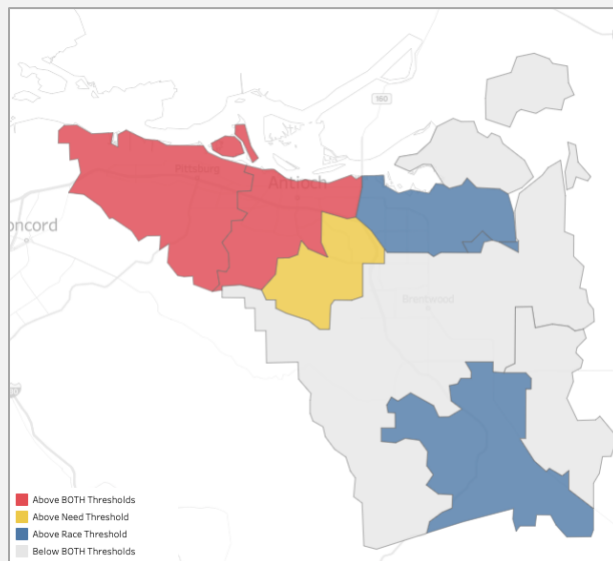 160
Pittsburg
Antioch
oncord
Brentwood
Above BOTH Thresholds
Above Need Threshold
Above Race Threshold
Below BOTH Thresholds